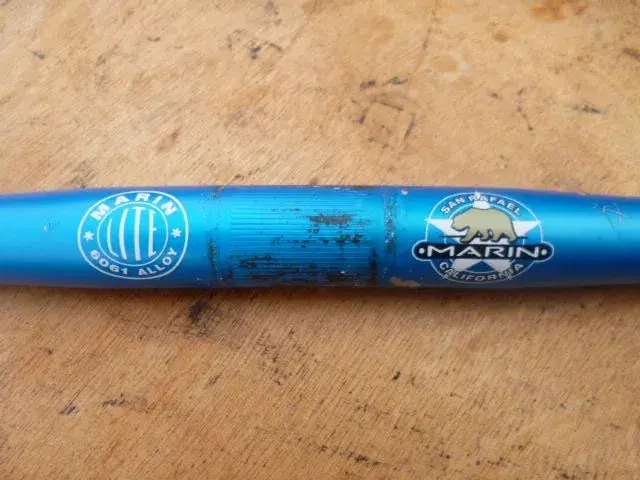 MARIN
LITE
6061 ALLOY
SAN RAFAEL
MARIN
CALIFORNIA